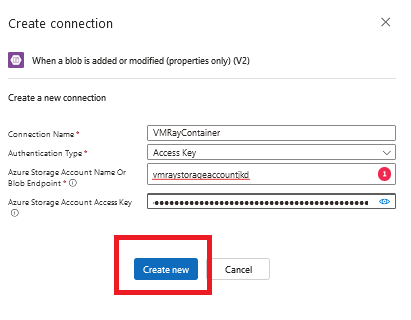 Create connection
When a blob is added or modified (properties only) (V2)
Create a new connection
Connection Name *
VMRayContainer
Authentication Type *
Access Key
Azure Storage Account Name Or
Blob Endpoint *
vmraystorageaccountjkd
1
Azure Storage Account Access Key
Create new
Cancel